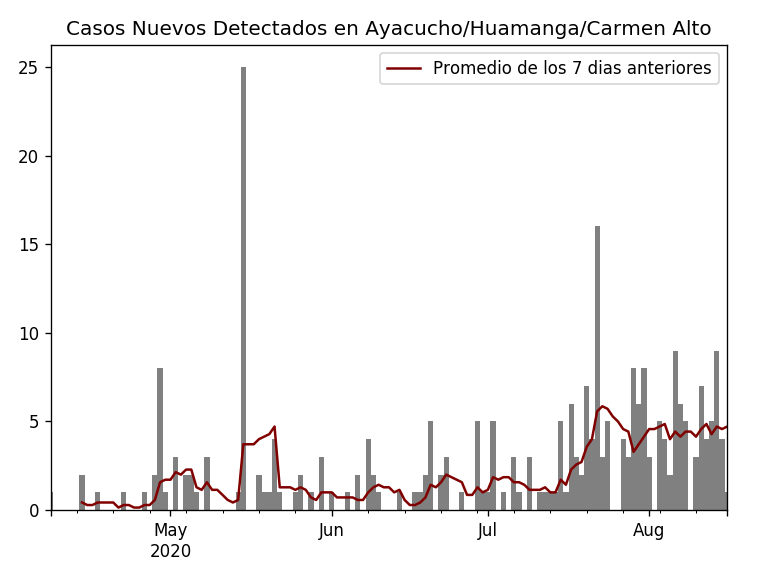 Casos Nuevos Detectados en Ayacucho/Huamanga/Carmen Alto
Promedio de los 7 dias anteriores
25
20
15
10
5
0
May
2020
Jun
Jul
Aug